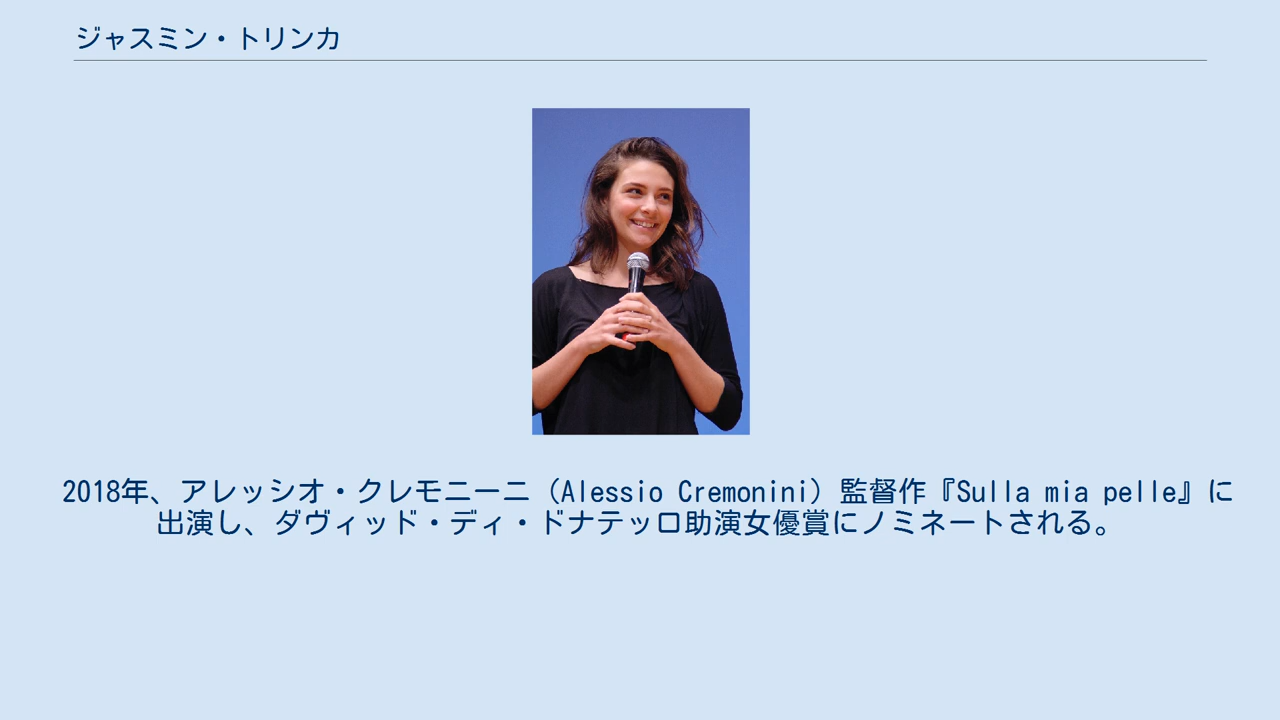 ジャスミン・トリンカ
2018年、アレッシオ・クレモニーニ（Alessio Cremonini）監督作『Sulla mia pelle』に
出演し、ダヴィッド・ディ・ドナテッロ助演女優賞にノミネートされる。